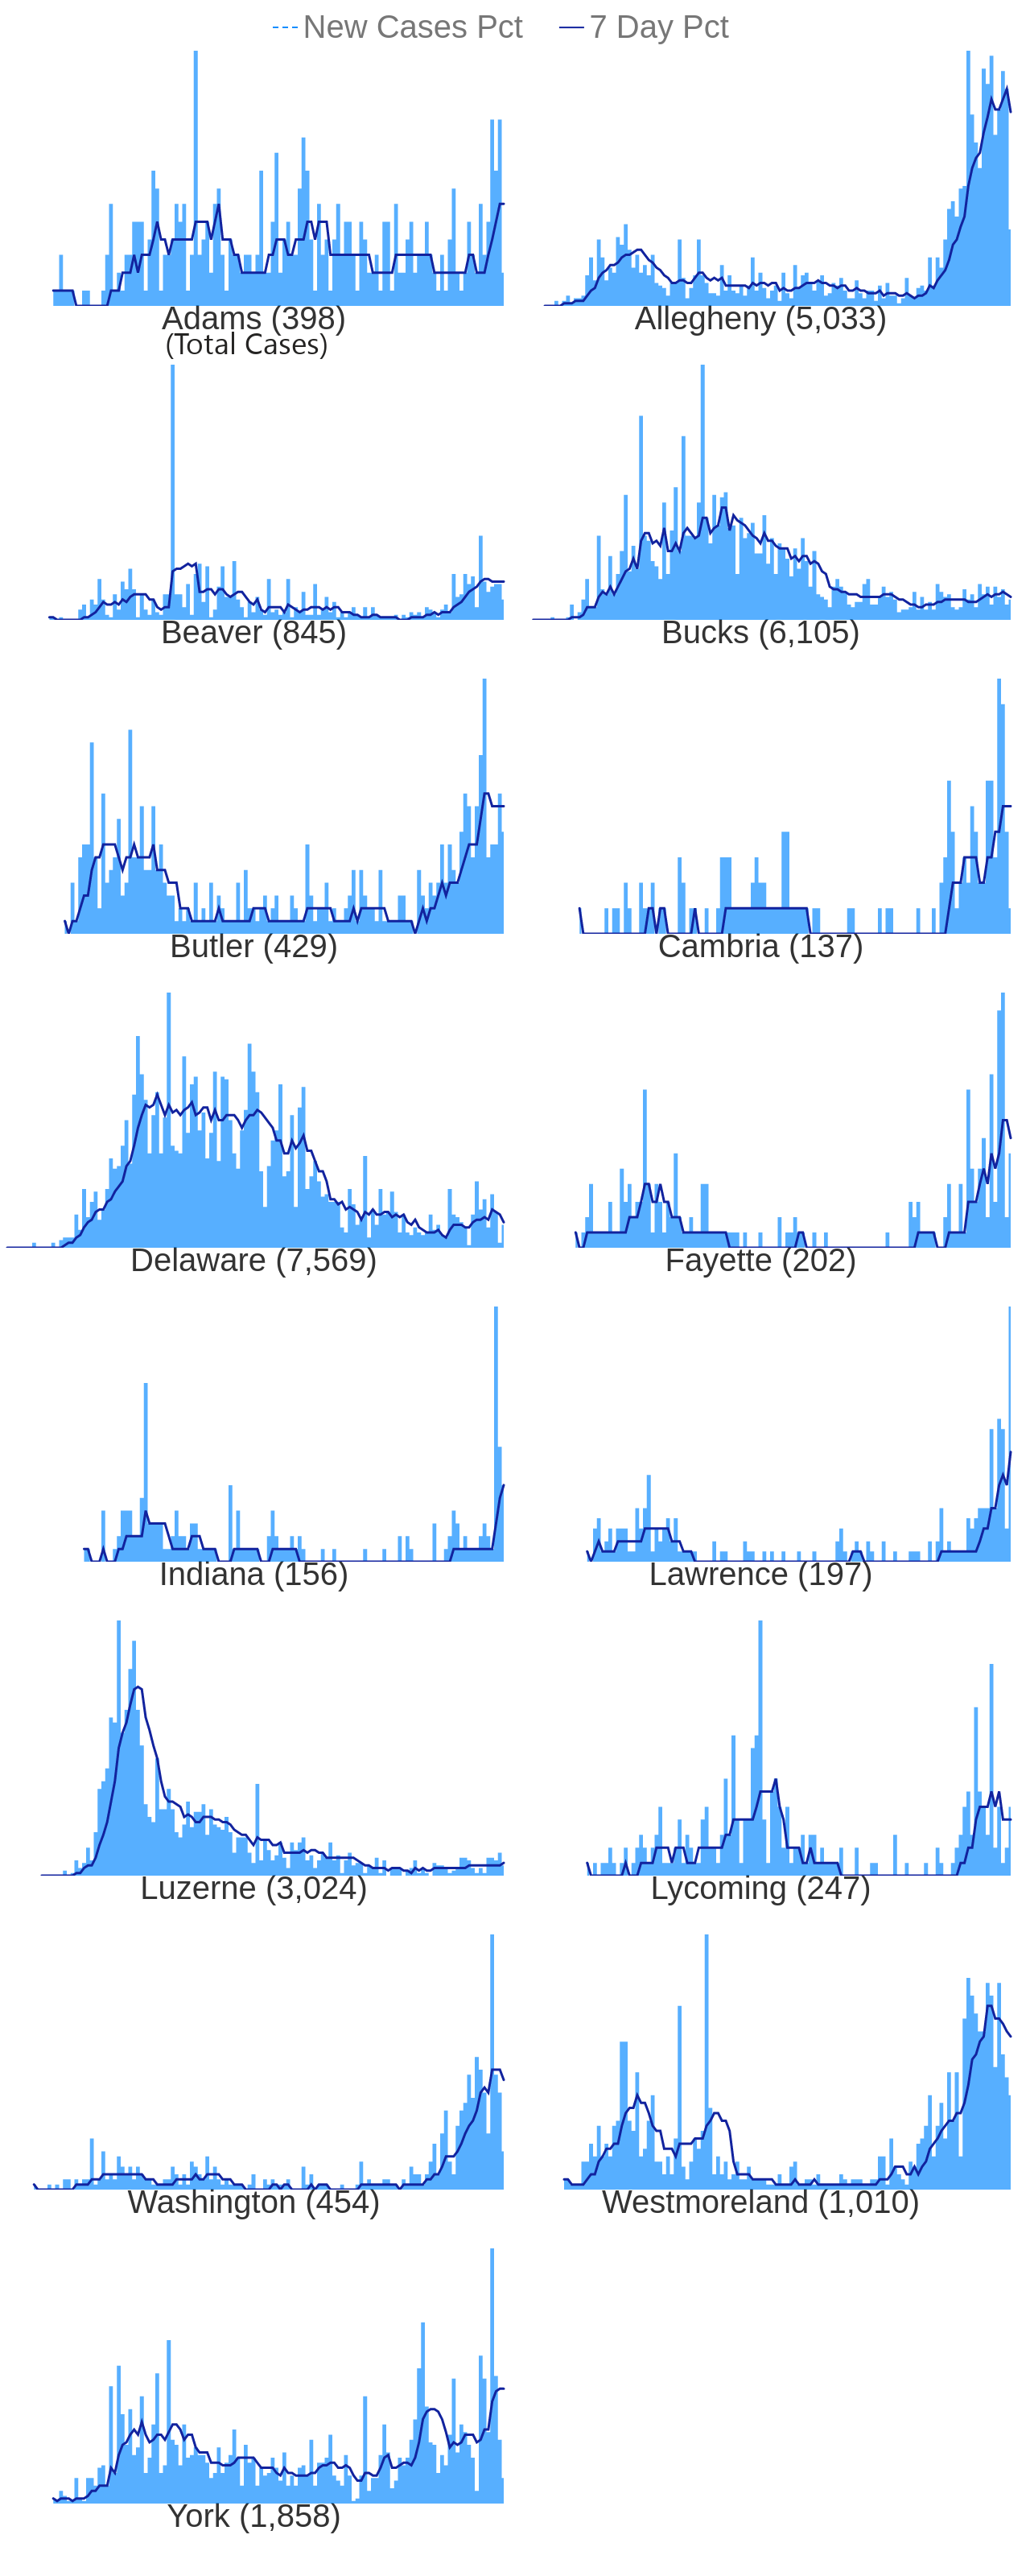 New Cases Pct 7 Day Pct
Adams (398) Allegheny (5,033)
(Total Cases)
Beaver (845) Bucks (6,105)
Butler (429) Cambria (137)
Delaware (7,569) Fayette (202)
Indiana (156) Lawrence (197)
Luzerne (3,024) Lycoming (247)
Washington (454) Westmoreland (1,010)
York (1,858)